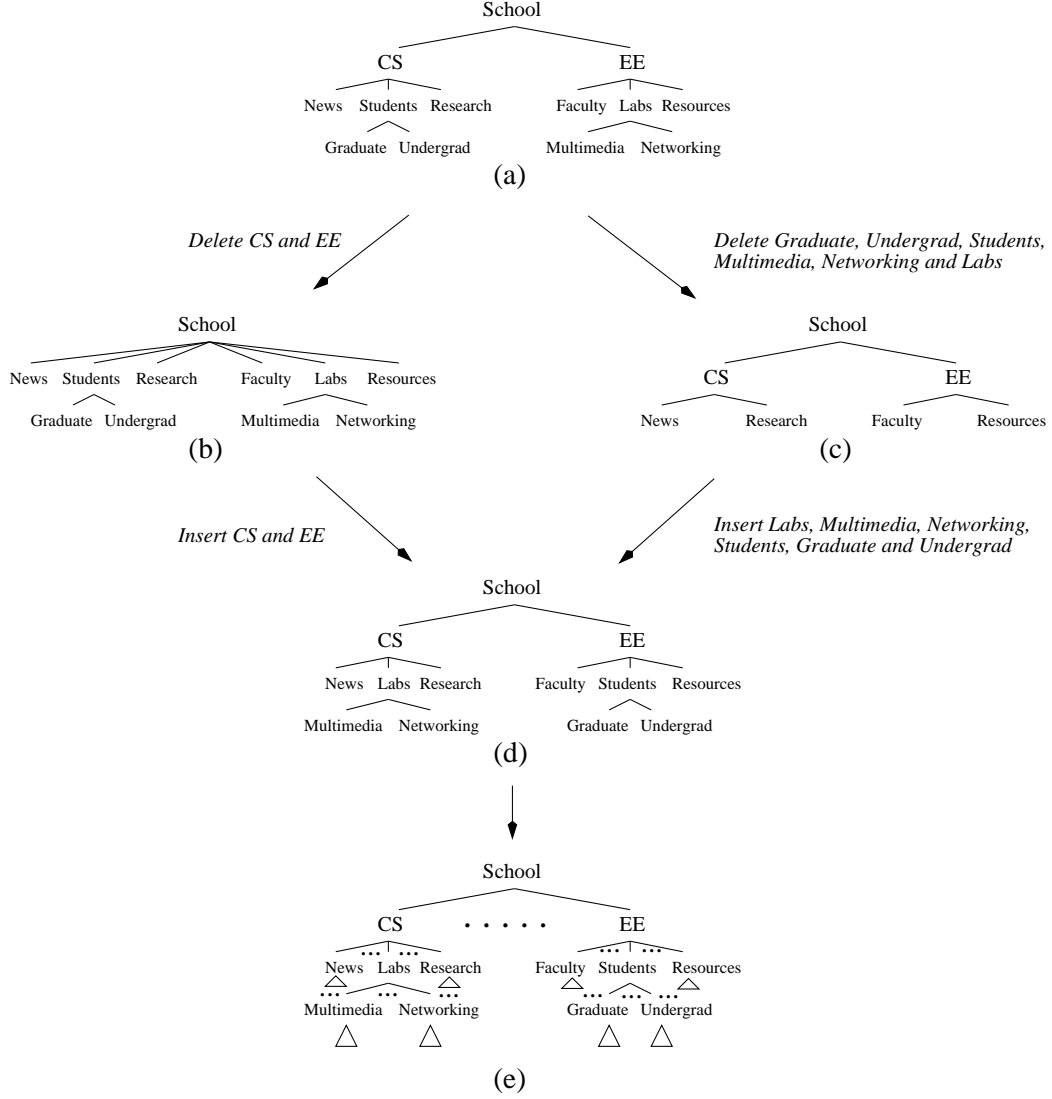 School
CS EE
News Students Research Faculty Labs Resources
Graduate Undergrad Multimedia Networking
(a)
Delete CS and EE
Delete Graduate, Undergrad, Students,
Multimedia, Networking and Labs
School
News Students Research Faculty Labs Resources
Graduate Undergrad Multimedia Networking
(b)
School
CS EE
News Research Faculty Resources
(c)
Insert CS and EE
Insert Labs, Multimedia, Networking,
Students, Graduate and Undergrad
School
CS EE
News Labs Research Faculty Students Resources
Multimedia Networking Graduate Undergrad
(d)
School
CS . . . . . EE
... ... ... ...
News Labs Research Faculty Students Resources
... ... ... ... ... ...
Multimedia Networking Graduate Undergrad
(e)